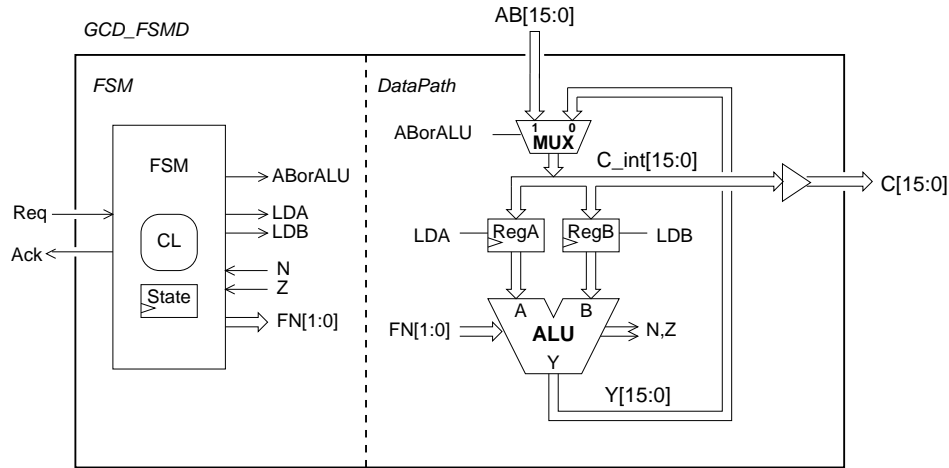 AB[15:0]
GCD_FSMD
FSM
DataPath
1 0
ABorALU
MUX
FSM
C_int[15:0]
ABorALU
C[15:0]
Req
LDA
LDB
CL
LDA
RegA
RegB
LDB
Ack
N
Z
State
A B
FN[1:0]
FN[1:0]
ALU
N,Z
Y
Y[15:0]